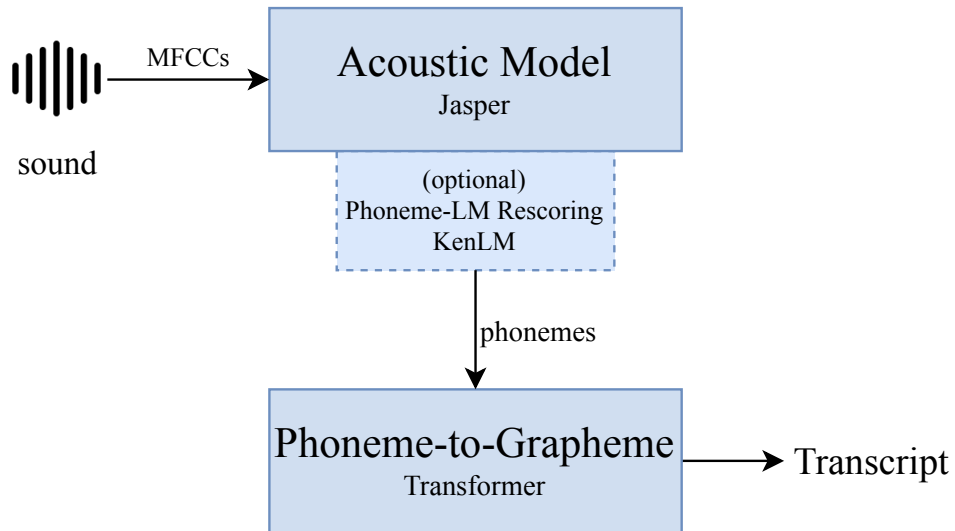 MFCCs
sound
Acoustic Model
Jasper
(optional)
Phoneme-LM Rescoring
KenLM
phonemes
Phoneme-to-Grapheme
Transformer
Transcript